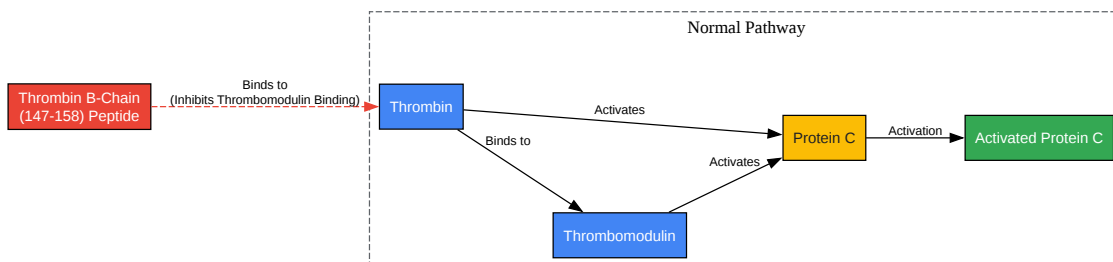 Normal Pathway
Thrombin B-Chain
(147-158) Peptide
Binds to
(Inhibits Thrombomodulin Binding)
Thrombin
Activates
Binds to
Thrombomodulin
Activates
Protein C
Activation
Activated Protein C